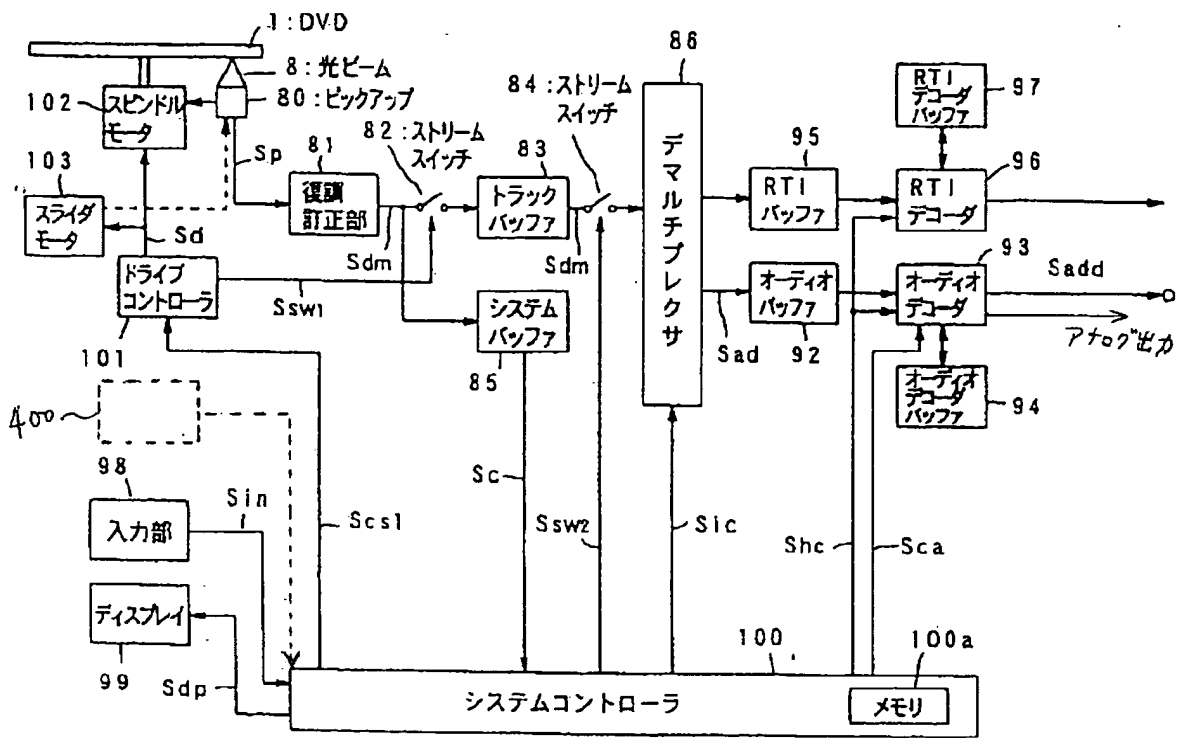 1:DVD
8:光ビーム
80:ピックアップ
102
スピンドル
モータ
103
スライダ
モータ
Sp
81
復調
訂正部
82:ストリーム
スイッチ
83
トラック
バッファ
84:ストリーム
スイッチ
86
デマルチプレクサ
95
RTI
バッファ
RTI
デコーダ
バッファ
97
96
RTI
デコーダ
Sd
Sdm
Sdm
ドライブ
コントローラ
101
Ssw1
システム
バッファ
85
Sad
オーディオ
バッファ
92
93
オーディオ
デコーダ
Sadd
アナログ出力
オーディオ
デコーダ
バッファ
94
400
98
入力部
Sin
Scs1
Sc
Ssw2
Sic
Shc
Sca
ディスプレイ
99
Sdp
100
100a
システムコントローラ
メモリ